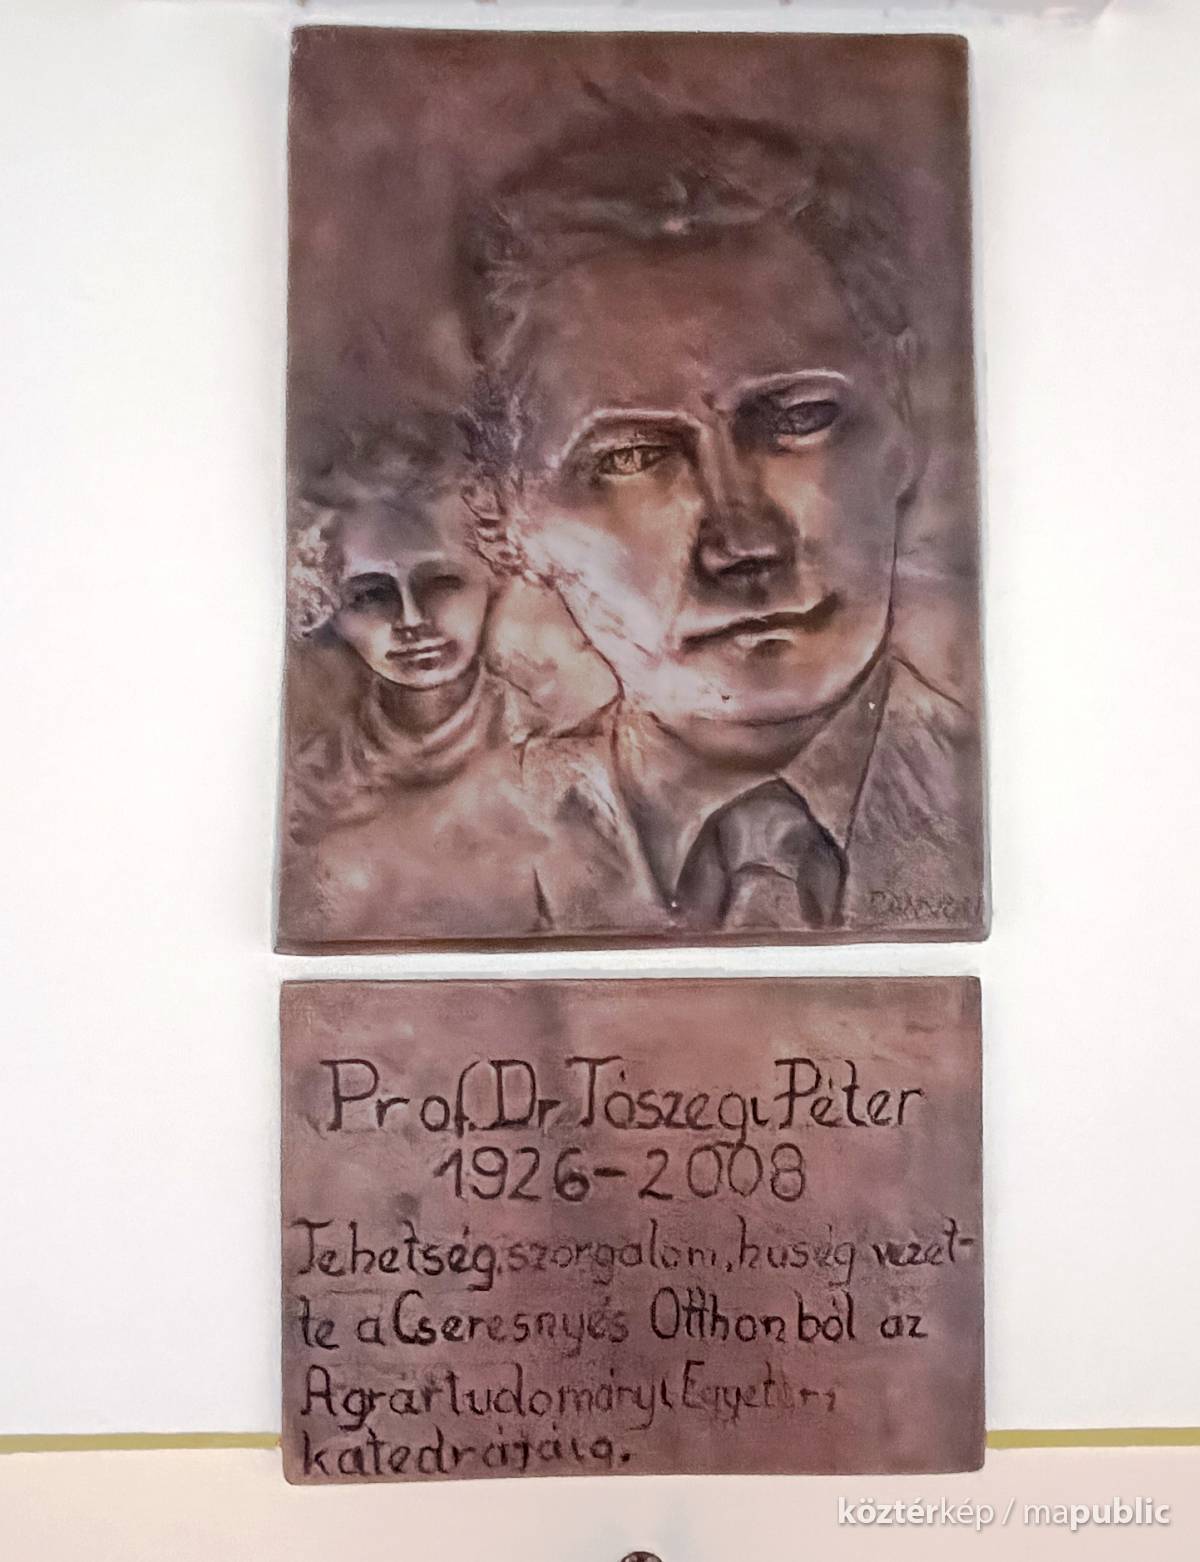 Prof. Dr Tószegi Péter
1926-2008
Tehetség, szorgalom, hűség vezet-
te a Cseresnyés Otthonból az
Agrártudományi Egyetem
katedrájáig.
köztérkép / mapublic